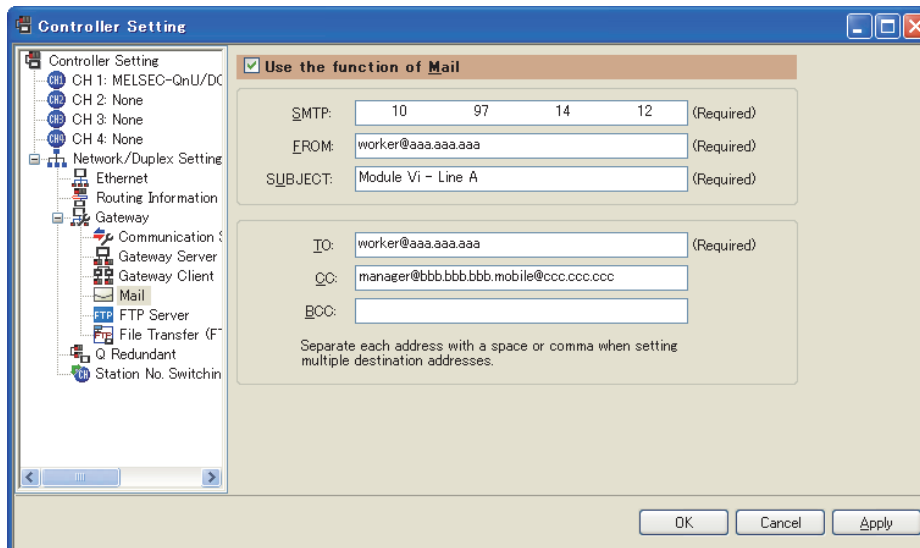 Controller Setting
Controller Setting
CH 1: MELSEC-QnU/DC
CH 2: None
CH 3: None
CH 4: None
Network/Duplex Setting
Ethernet
Routing Information
Gateway
Communication S
Gateway Server
Gateway Client
Mail
FTP Server
File Transfer (FT
Q Redundant
Station No. Switchin
Use the function of Mail
SMTP: 10 97 14 12 (Required)
FROM: worker@aaa.aaa.aaa (Required)
SUBJECT: Module Vi - Line A (Required)
TO: worker@aaa.aaa.aaa (Required)
CC: manager@bbb.bbb.bbb.mobile@ccc.ccc.ccc
BCC:
Separate each address with a space or comma when setting
multiple destination addresses.
OK Cancel Apply